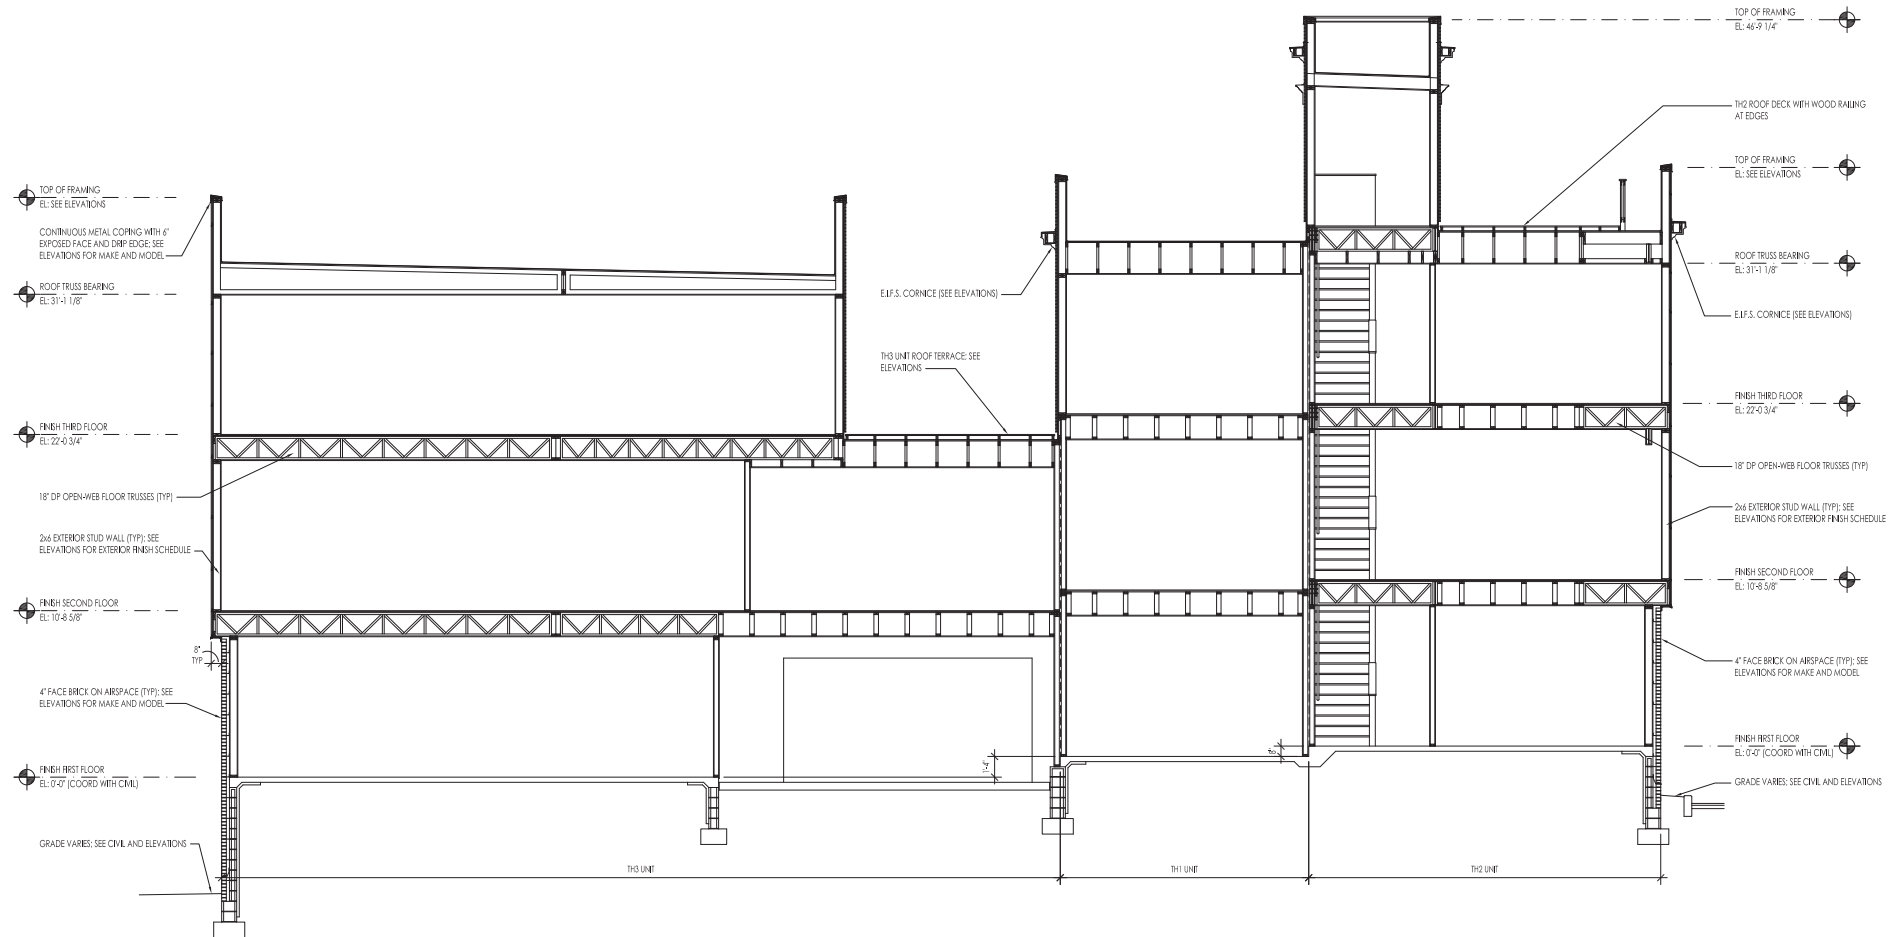 TOP OF FRAMING
EL: SEE ELEVATIONS
CONTINUOUS METAL COPING WITH 6"
EXPOSED FACE AND DRIP EDGE; SEE
ELEVATIONS FOR MAKE AND MODEL
ROOF TRUSS BEARING
EL: 31'-1 1/8"
FINISH THIRD FLOOR
EL: 22'-0 3/4"
18" DP OPEN-WEB FLOOR TRUSSES (TYP)
2x6 EXTERIOR STUD WALL (TYP); SEE
ELEVATIONS FOR EXTERIOR FINISH SCHEDULE
FINISH SECOND FLOOR
EL: 10'-8 5/8"
8"
TYP
4" FACE BRICK ON AIRSPACE (TYP); SEE
ELEVATIONS FOR MAKE AND MODEL
FINISH FIRST FLOOR
EL: 0'-0" (COORD WITH CIVIL)
GRADE VARIES; SEE CIVIL AND ELEVATIONS
E.I.F.S. CORNICE (SEE ELEVATIONS)
TH3 UNIT ROOF TERRACE; SEE
ELEVATIONS
1'-4"
8"
TH3 UNIT
TH1 UNIT
TH2 UNIT
TOP OF FRAMING
EL: 46'-9 1/4"
TH2 ROOF DECK WITH WOOD RAILING
AT EDGES
TOP OF FRAMING
EL: SEE ELEVATIONS
ROOF TRUSS BEARING
EL: 31'-1 1/8"
E.I.F.S. CORNICE (SEE ELEVATIONS)
FINISH THIRD FLOOR
EL: 22'-0 3/4"
18" DP OPEN-WEB FLOOR TRUSSES (TYP)
2x6 EXTERIOR STUD WALL (TYP); SEE
ELEVATIONS FOR EXTERIOR FINISH SCHEDULE
FINISH SECOND FLOOR
EL: 10'-8 5/8"
4" FACE BRICK ON AIRSPACE (TYP); SEE
ELEVATIONS FOR MAKE AND MODEL
FINISH FIRST FLOOR
EL: 0'-0" (COORD WITH CIVIL)
GRADE VARIES; SEE CIVIL AND ELEVATIONS